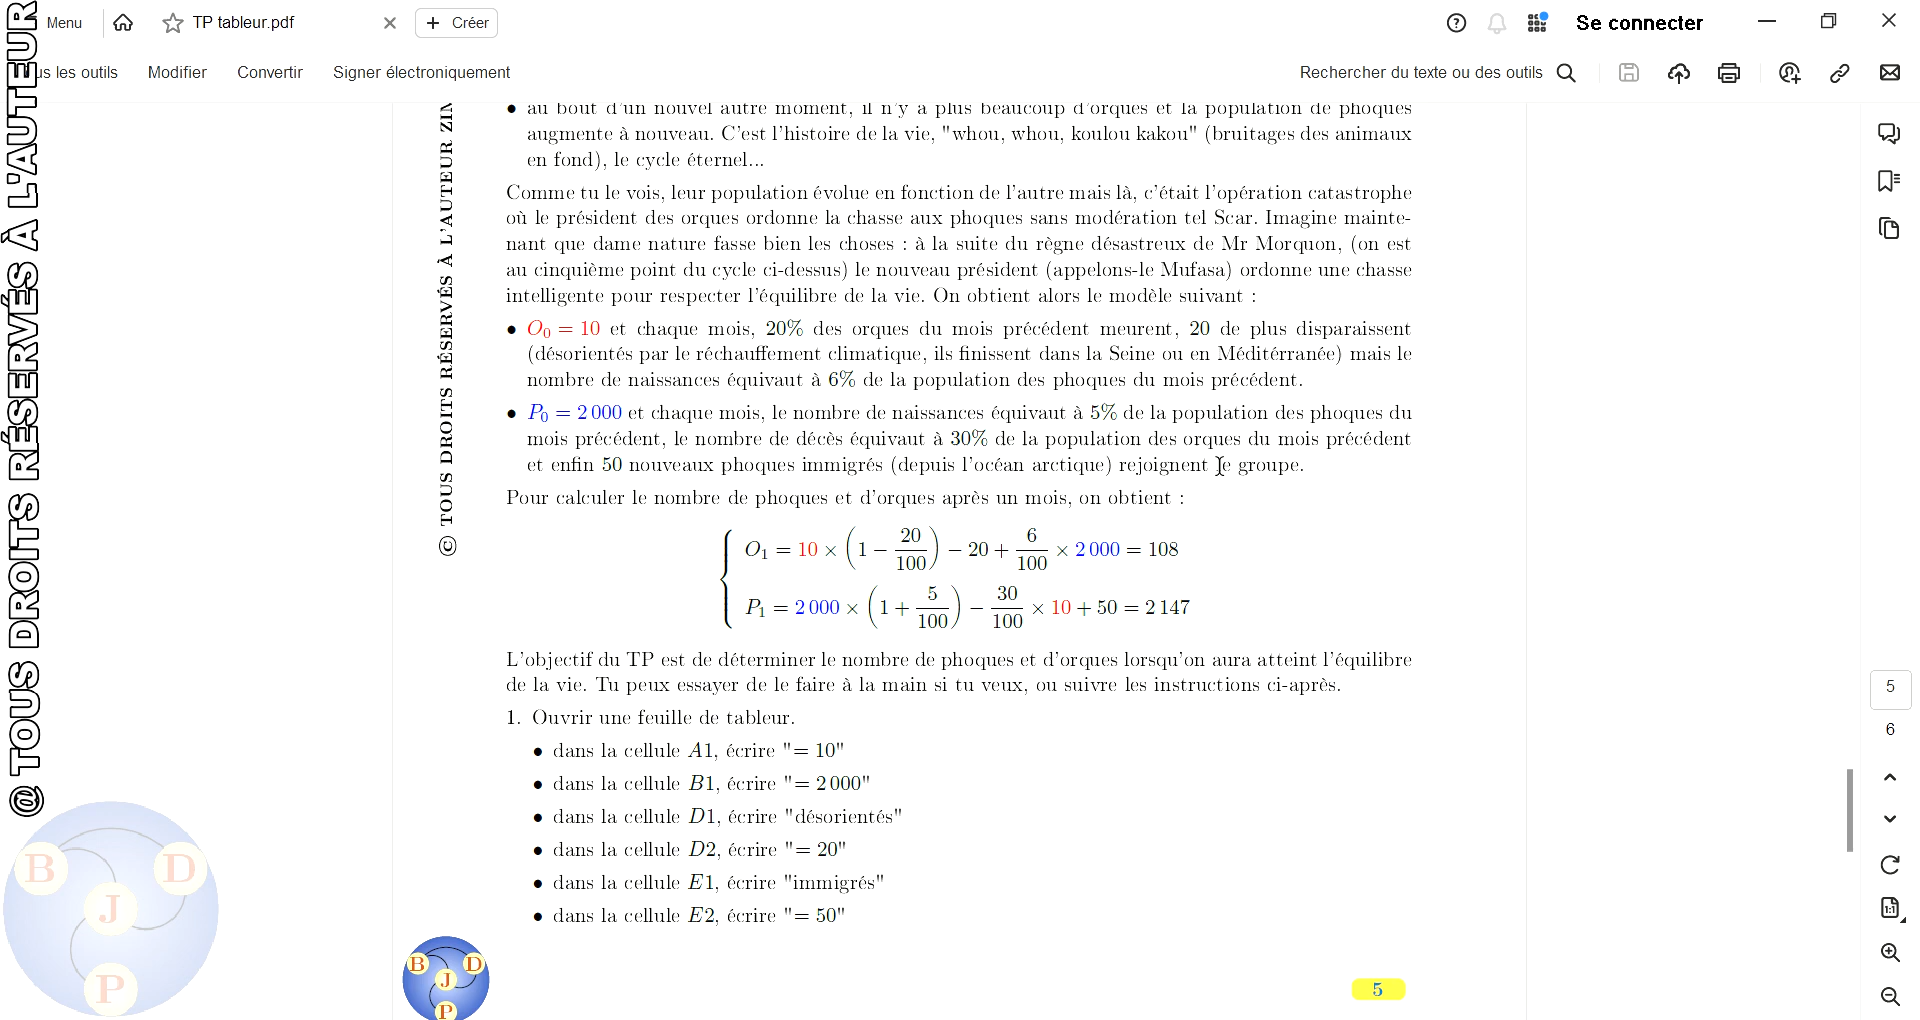 Menu
TP tableur.pdf
Créer
Se connecter
us les outils
Modifier
Convertir
Signer électroniquement
Rechercher du texte ou des outils
@ TOUS DROITS RÉSERVÉS À L'AUTEUR
© TOUS DROITS RÉSERVÉS À L'AUTEUR ZIN
• au bout d'un nouvel autre moment, il n'y a plus beaucoup d'orques et la population de phoques
augmente à nouveau. C'est l'histoire de la vie, "whou, whou, koulou kakou" (bruitages des animaux
en fond), le cycle éternel...
Comme tu le vois, leur population évolue en fonction de l'autre mais là, c'était l'opération catastrophe
où le président des orques ordonne la chasse aux phoques sans modération tel Scar. Imagine mainte-
nant que dame nature fasse bien les choses : à la suite du règne désastreux de Mr Morquon, (on est
au cinquième point du cycle ci-dessus) le nouveau président (appelons-le Mufasa) ordonne une chasse
intelligente pour respecter l'équilibre de la vie. On obtient alors le modèle suivant :
• O₀ = 10 et chaque mois, 20% des orques du mois précédent meurent, 20 de plus disparaissent
(désorientés par le réchauffement climatique, ils finissent dans la Seine ou en Méditérranée) mais le
nombre de naissances équivaut à 6% de la population des phoques du mois précédent.
• P₀ = 2 000 et chaque mois, le nombre de naissances équivaut à 5% de la population des phoques du
mois précédent, le nombre de décès équivaut à 30% de la population des orques du mois précédent
et enfin 50 nouveaux phoques immigrés (depuis l'océan arctique) rejoignent le groupe.
Pour calculer le nombre de phoques et d'orques après un mois, on obtient :
O₁ = 10 × (1 − 20/100) − 20 + 6/100 × 2 000 = 108
P₁ = 2 000 × (1 + 5/100) − 30/100 × 10 + 50 = 2 147
L'objectif du TP est de déterminer le nombre de phoques et d'orques lorsqu'on aura atteint l'équilibre
de la vie. Tu peux essayer de le faire à la main si tu veux, ou suivre les instructions ci-après.
1. Ouvrir une feuille de tableur.
• dans la cellule A1, écrire "= 10"
• dans la cellule B1, écrire "= 2 000"
• dans la cellule D1, écrire "désorientés"
• dans la cellule D2, écrire "= 20"
• dans la cellule E1, écrire "immigrés"
• dans la cellule E2, écrire "= 50"
B D
J
P
B D
J
P
5
5
6
1:1